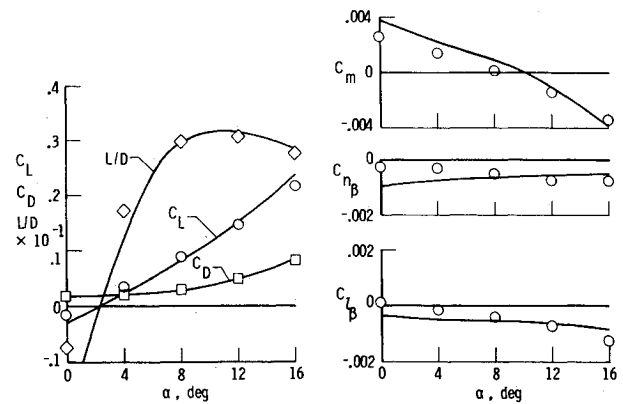 .4
.3
.2
.1
0
-.1
C_L
C_D
L/D
× 10⁻¹
L/D
C_L
C_D
0 4 8 12 16
α, deg
.004
C_m 0
-.004
0
C_nβ
-.002
.002
0
C_lβ
-.002
0 4 8 12 16
α, deg